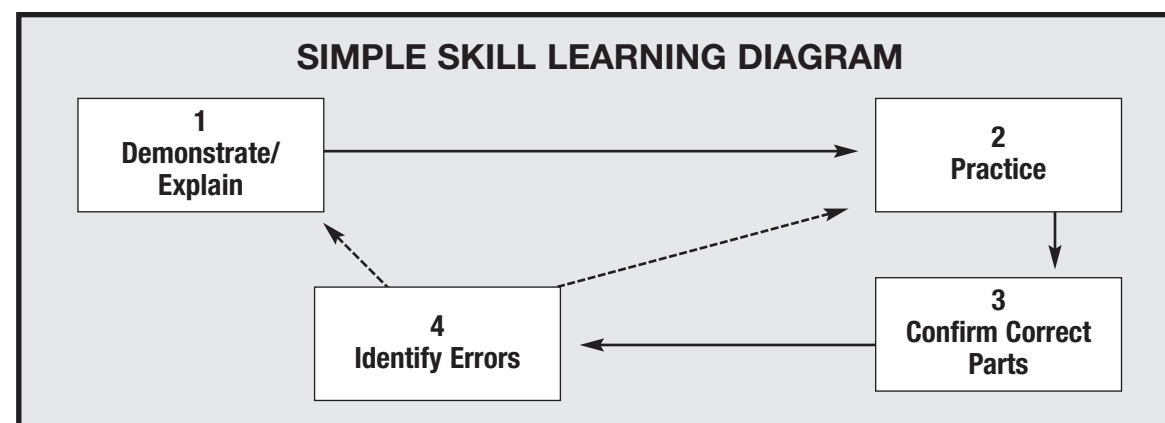 SIMPLE SKILL LEARNING DIAGRAM
1
Demonstrate/
Explain
2
Practice
3
Confirm Correct
Parts
4
Identify Errors